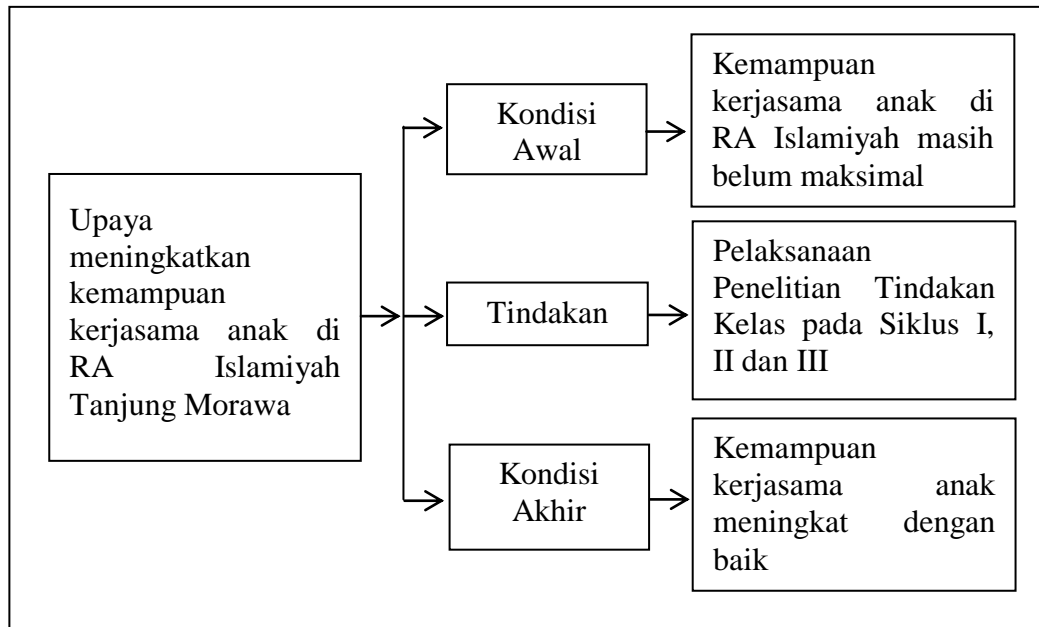 Upaya
meningkatkan
kemampuan
kerjasama anak di
RA Islamiyah
Tanjung Morawa
Kondisi
Awal
Kemampuan
kerjasama anak di
RA Islamiyah masih
belum maksimal
Tindakan
Pelaksanaan
Penelitian Tindakan
Kelas pada Siklus I,
II dan III
Kondisi
Akhir
Kemampuan
kerjasama anak
meningkat dengan
baik